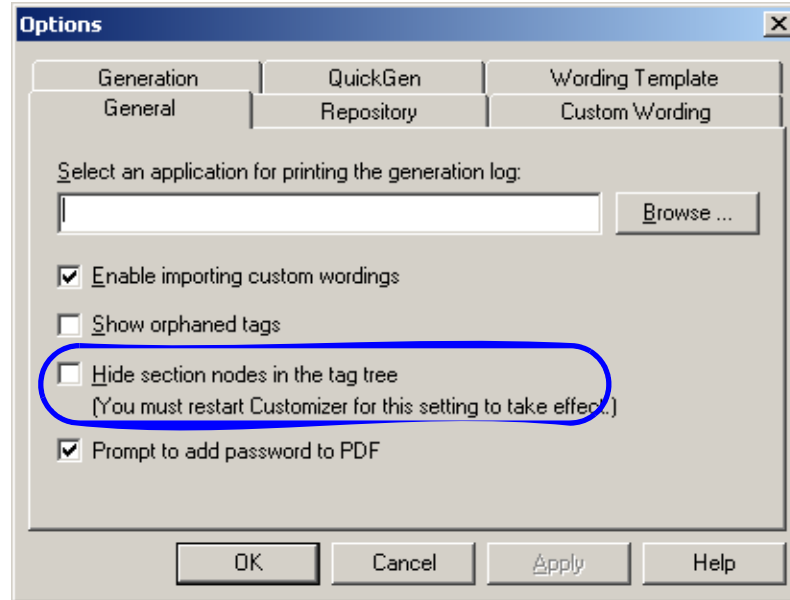 Options
Generation QuickGen Wording Template
General Repository Custom Wording
Select an application for printing the generation log:
Browse ...
Enable importing custom wordings
Show orphaned tags
Hide section nodes in the tag tree
(You must restart Customizer for this setting to take effect.)
Prompt to add password to PDF
OK Cancel Apply Help